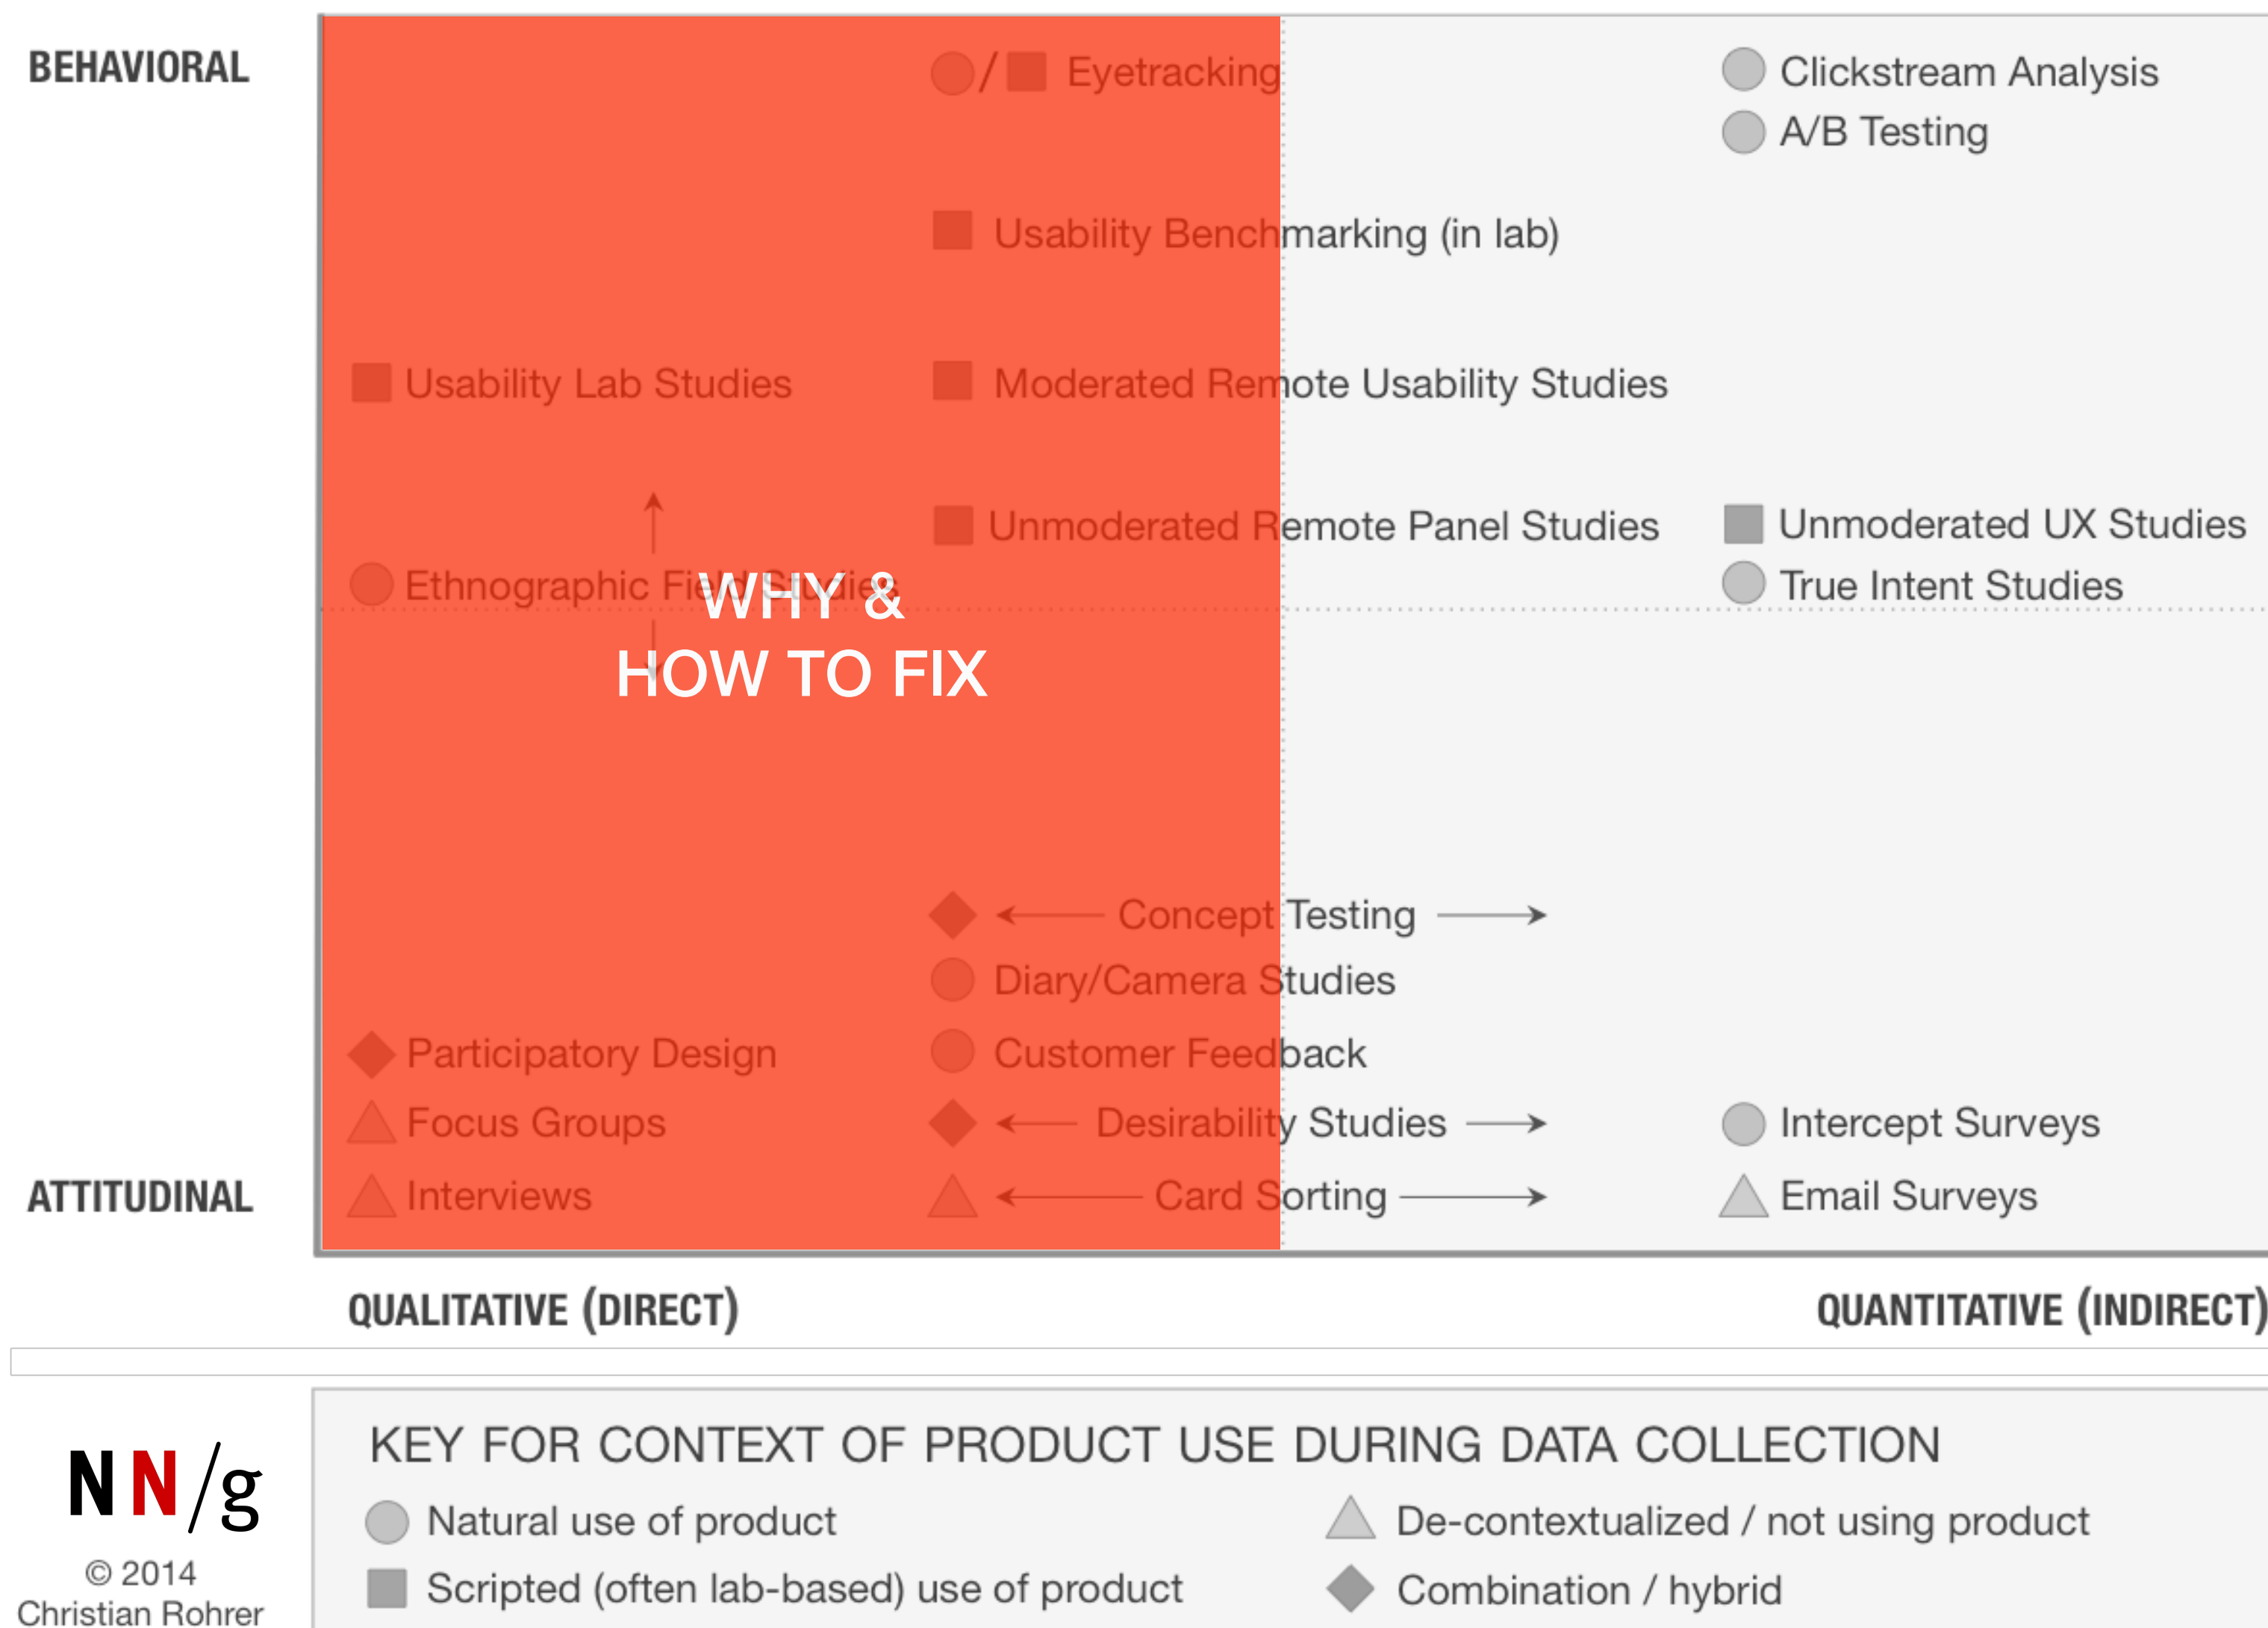 BEHAVIORAL
/ Eyetracking
Clickstream Analysis
A/B Testing
Usability Benchmarking (in lab)
Usability Lab Studies
Moderated Remote Usability Studies
Unmoderated Remote Panel Studies
Unmoderated UX Studies
Ethnographic Field Studies
True Intent Studies
WHY &
HOW TO FIX
Concept Testing
Diary/Camera Studies
Participatory Design
Customer Feedback
Focus Groups
Desirability Studies
Intercept Surveys
ATTITUDINAL
Interviews
Card Sorting
Email Surveys
QUALITATIVE (DIRECT)
QUANTITATIVE (INDIRECT)
KEY FOR CONTEXT OF PRODUCT USE DURING DATA COLLECTION
NN/g
Natural use of product
De-contextualized / not using product
© 2014
Christian Rohrer
Scripted (often lab-based) use of product
Combination / hybrid